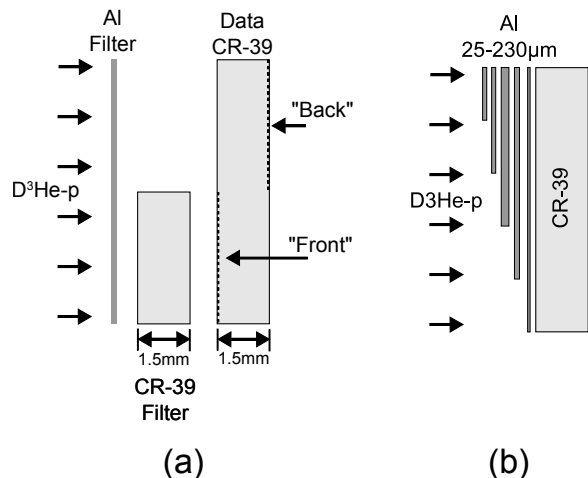 Al
Filter
Data
CR-39
"Back"
D³He-p
"Front"
1.5mm
1.5mm
CR-39
Filter
(a)
Al
25-230μm
D3He-p
CR-39
(b)